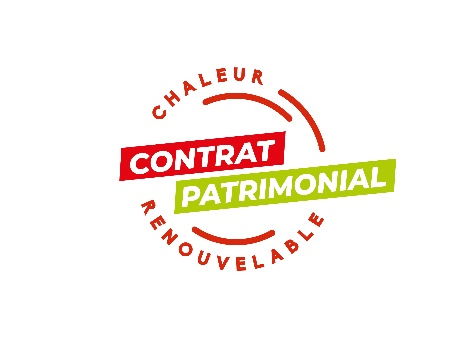 CHALEUR
CONTRAT
PATRIMONIAL
RENOUVELABLE